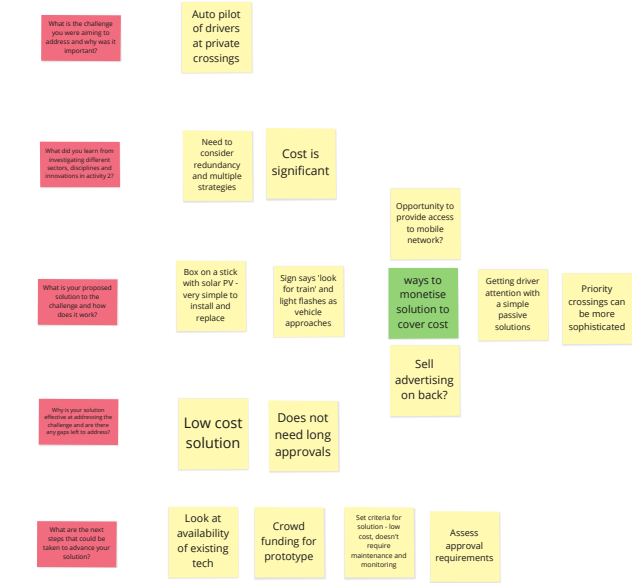 What is the challenge
you were aiming to
address and why was it
important?
Auto pilot
of drivers
at private
crossings
What did you learn from
investigating different
sectors, disciplines and
innovations in activity 2?
Need to
consider
redundancy
and multiple
strategies
Cost is
significant
Opportunity to
provide access
to mobile
network?
What is your proposed
solution to the
challenge and how
does it work?
Box on a stick
with solar PV -
very simple to
install and
replace
Sign says 'look
for train' and
light flashes as
vehicle
approaches
ways to
monetise
solution to
cover cost
Getting driver
attention with
a simple
passive
solutions
Priority
crossings can
be more
sophisticated
Sell
advertising
on back?
Why is your solution
effective at addressing the
challenge and are there
any gaps left to address?
Low cost
solution
Does not
need long
approvals
What are the next
steps that could be
taken to advance your
solution?
Look at
availability
of existing
tech
Crowd
funding for
prototype
Set criteria for
solution - low
cost, doesn't
require
maintenance and
monitoring
Assess
approval
requirements